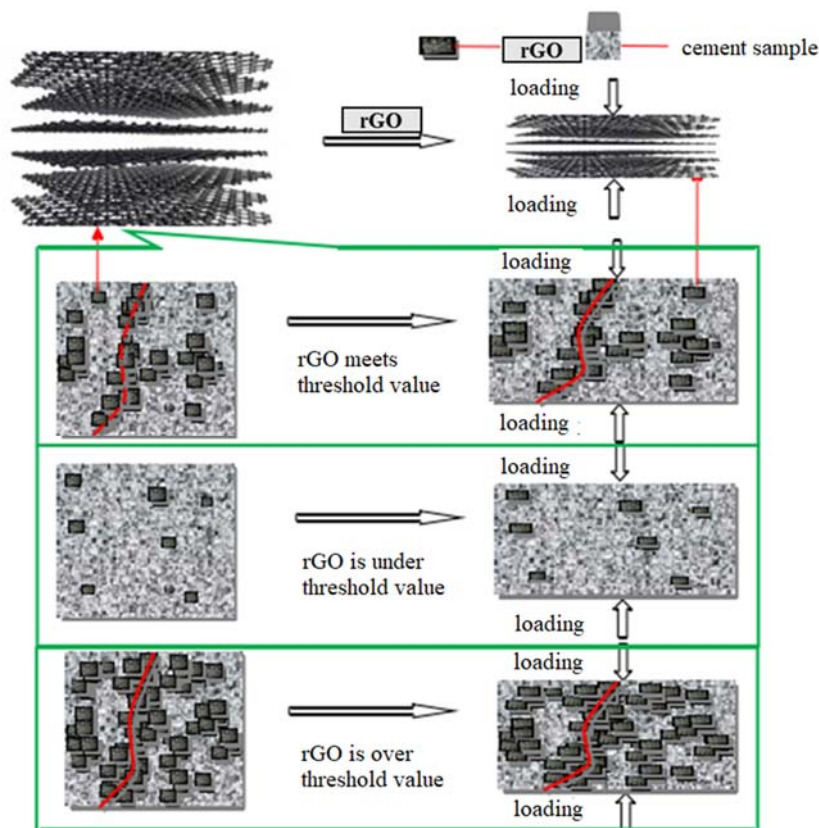 rGO
cement sample
loading
rGO
loading
loading
rGO meets
threshold value
loading
loading
rGO is under
threshold value
loading
loading
rGO is over
threshold value
loading